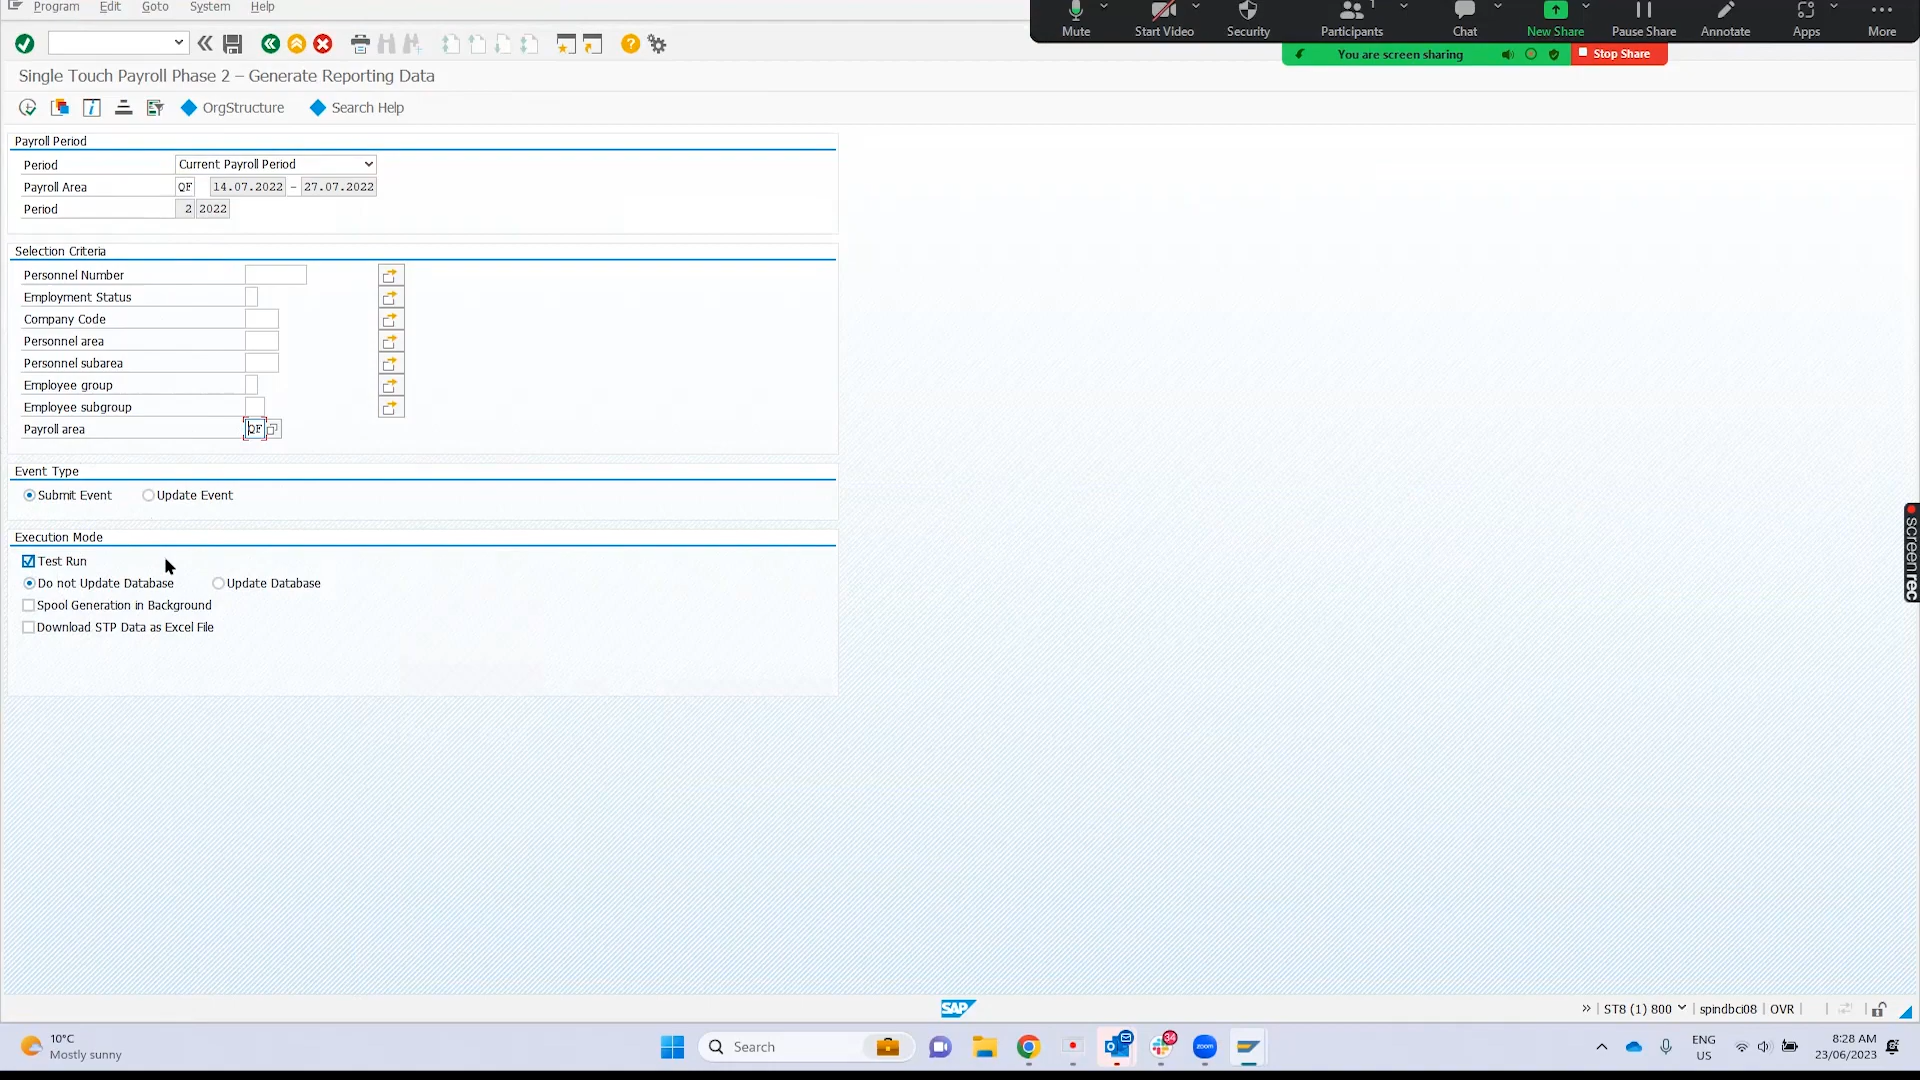 Program Edit Goto System Help
Mute Start Video Security Participants 1 Chat New Share Pause Share Annotate Apps More
You are screen sharing Stop Share
Single Touch Payroll Phase 2 – Generate Reporting Data
OrgStructure Search Help
Payroll Period
Period Current Payroll Period
Payroll Area QF 14.07.2022 – 27.07.2022
Period 2 2022
Selection Criteria
Personnel Number
Employment Status
Company Code
Personnel area
Personnel subarea
Employee group
Employee subgroup
Payroll area QF
Event Type
Submit Event Update Event
Execution Mode
Test Run
Do not Update Database Update Database
Spool Generation in Background
Download STP Data as Excel File
screenrec
SAP
ST8 (1) 800 spindbci08 OVR
10°C
Mostly sunny
Search
34
zoom
ENG
US
8:28 AM
23/06/2023